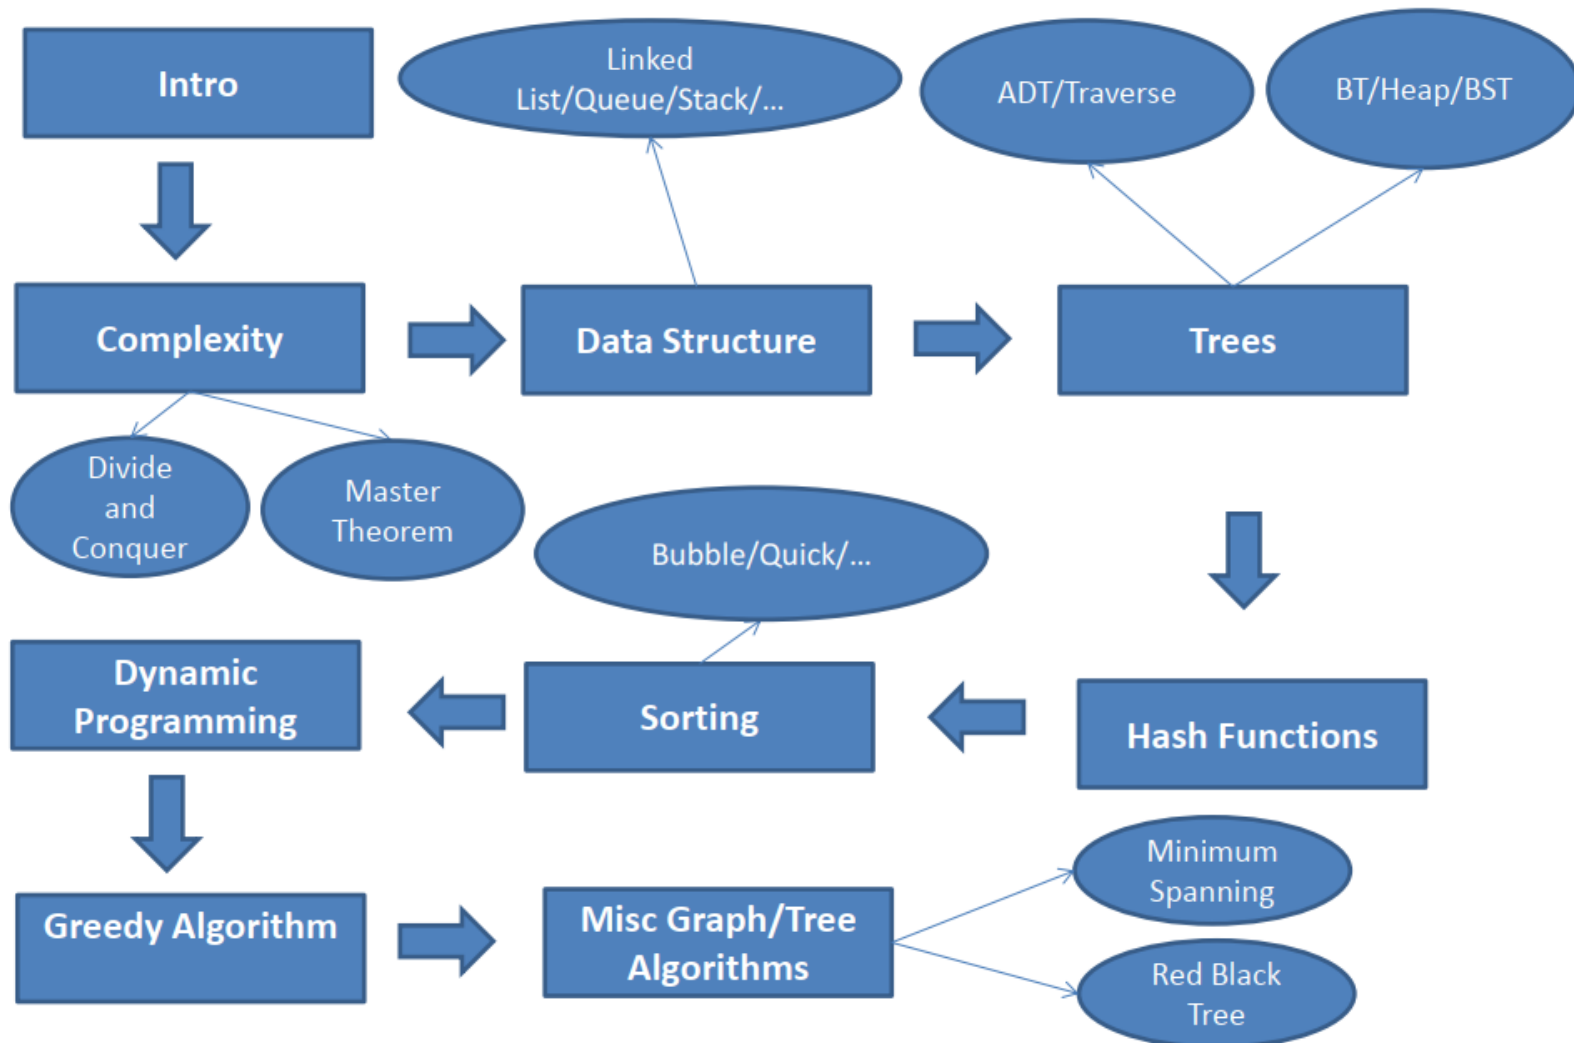 Intro
Linked
List/Queue/Stack/...
ADT/Traverse
BT/Heap/BST
Complexity
Data Structure
Trees
Divide
and
Conquer
Master
Theorem
Bubble/Quick/...
Dynamic
Programming
Sorting
Hash Functions
Greedy Algorithm
Misc Graph/Tree
Algorithms
Minimum
Spanning
Red Black
Tree